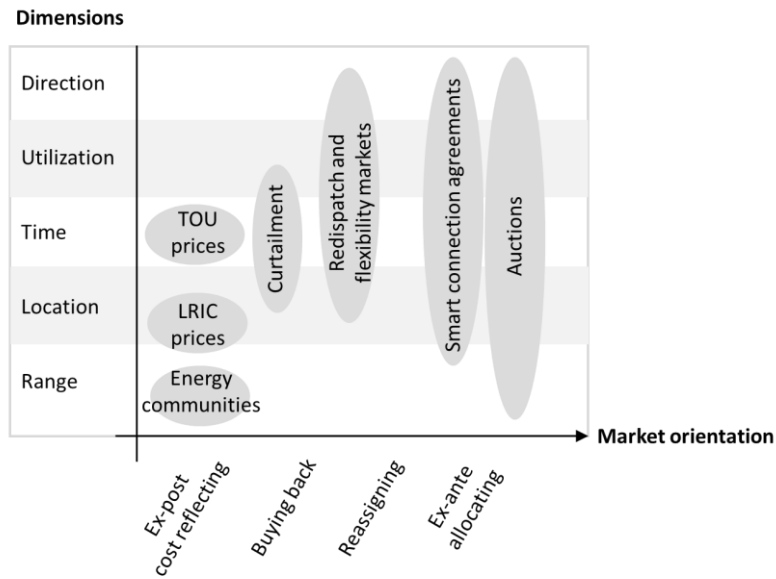 Dimensions
Direction
Utilization
Time
Location
Range
TOU
prices
LRIC
prices
Energy
communities
Curtailment
Redispatch and
flexibility markets
Smart connection agreements
Auctions
Market orientation
Ex-post
cost reflecting
Buying back
Reassigning
Ex-ante
allocating